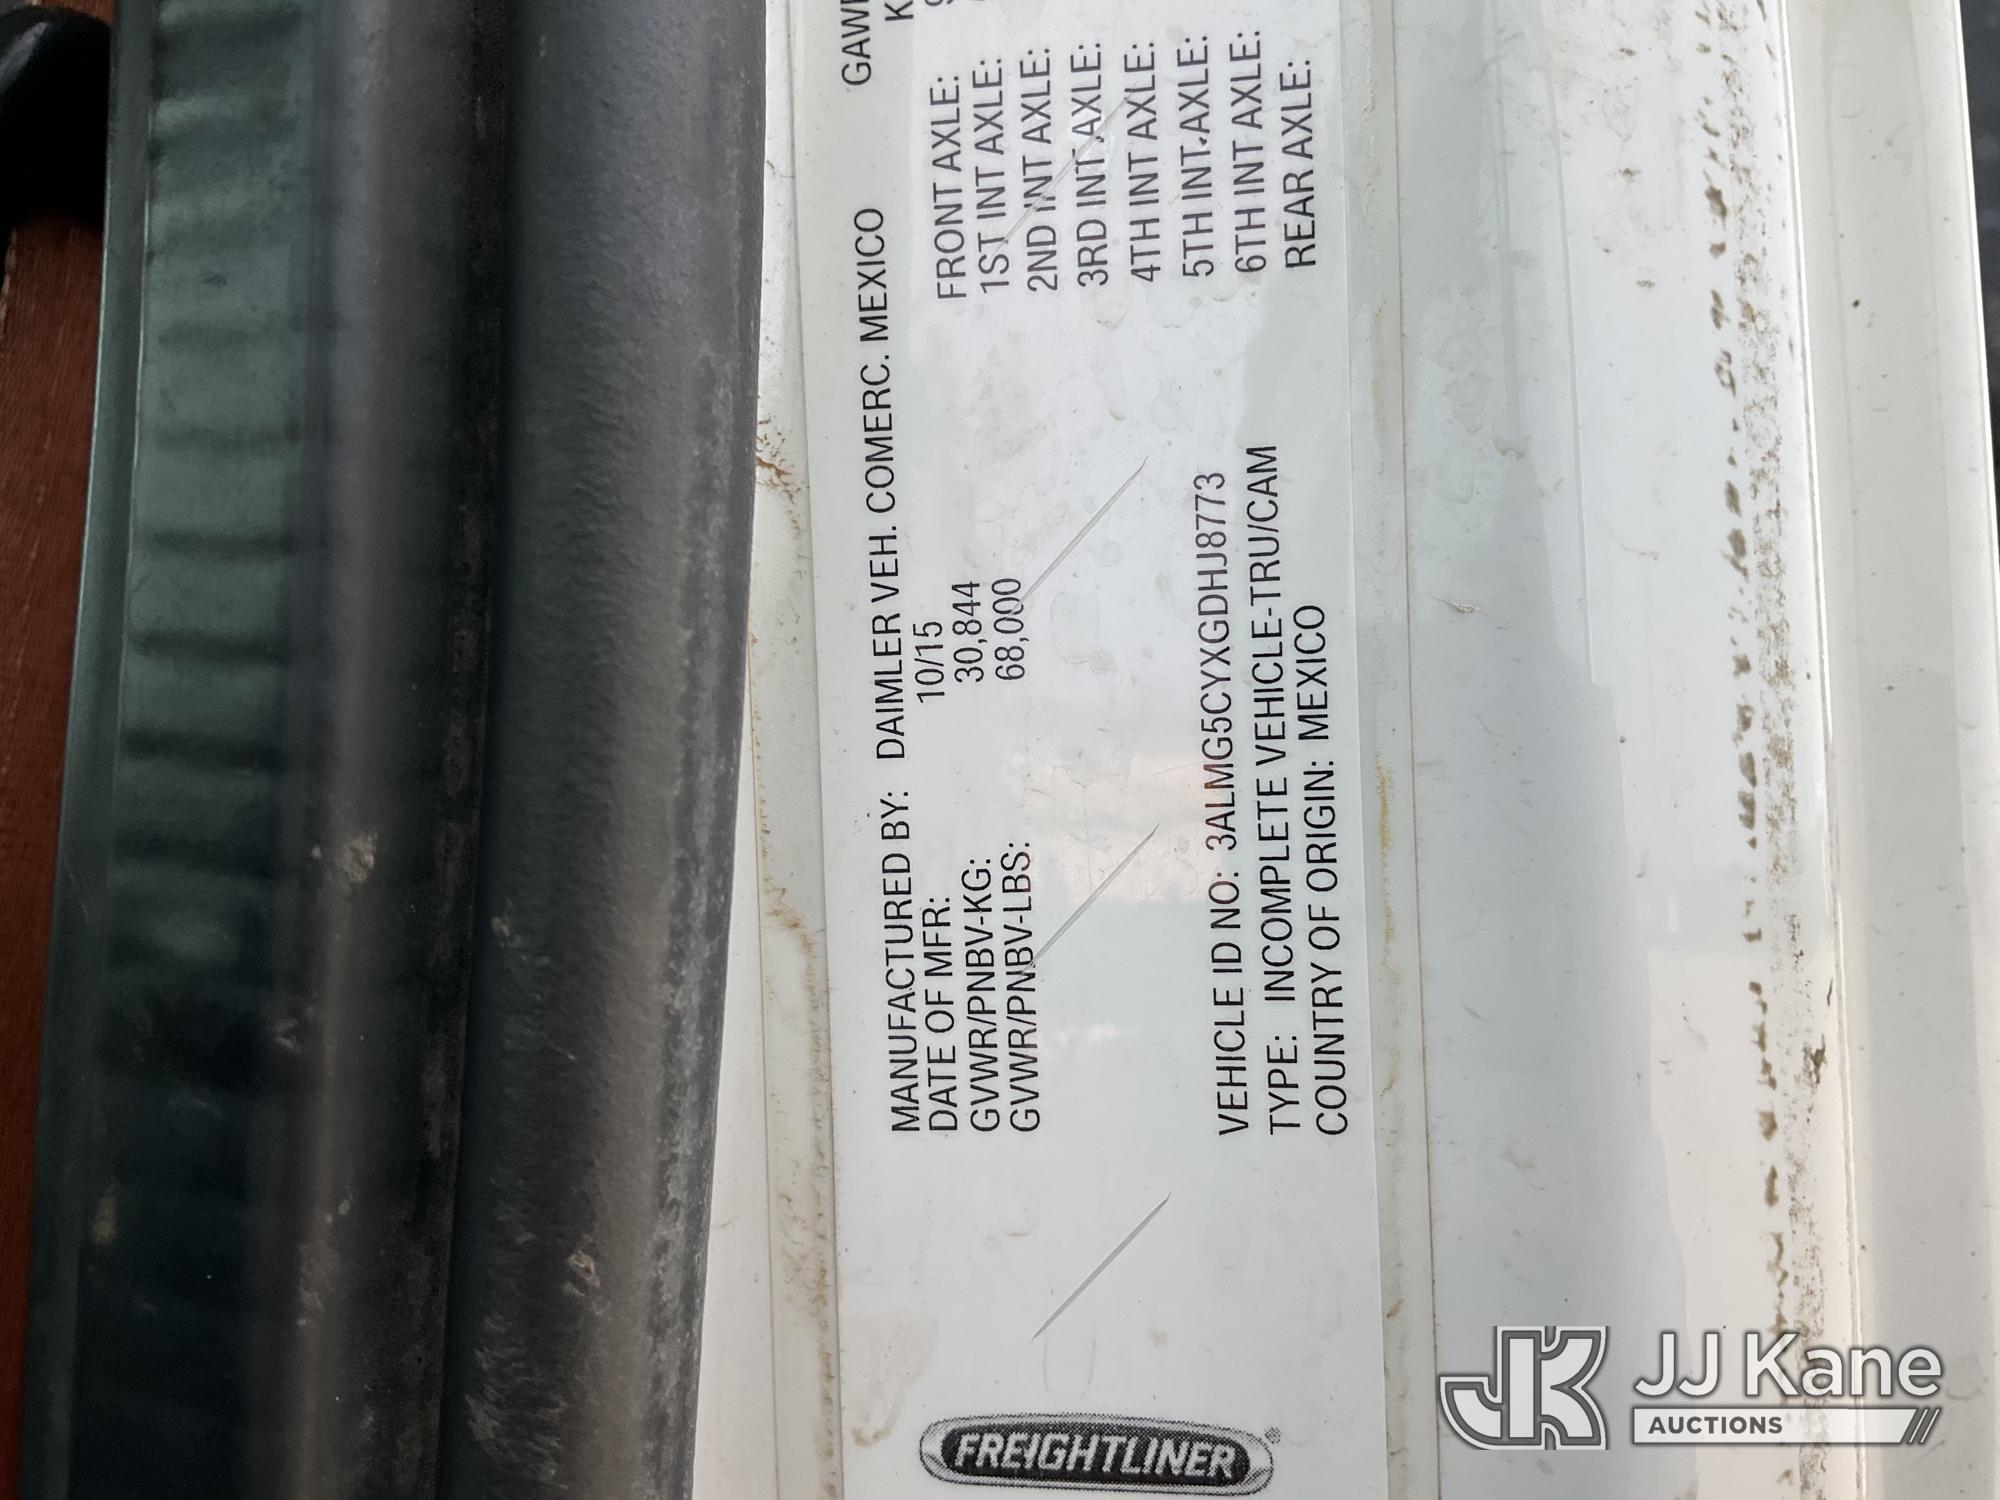 MANUFACTURED BY: DAIMLER VEH. COMERC. MEXICO
DATE OF MFR: 10/15
GVWR/PNBV-KG: 30,844
GVWR/PNBV-LBS: 68,000
VEHICLE ID NO: 3ALMG5CYXGDHJ8773
TYPE: INCOMPLETE VEHICLE-TRU/CAM
COUNTRY OF ORIGIN: MEXICO
FRONT AXLE:
1ST INT AXLE:
2ND INT AXLE:
3RD INT AXLE:
4TH INT AXLE:
5TH INT AXLE:
6TH INT AXLE:
REAR AXLE:
FREIGHTLINER®
JK JJ Kane
AUCTIONS